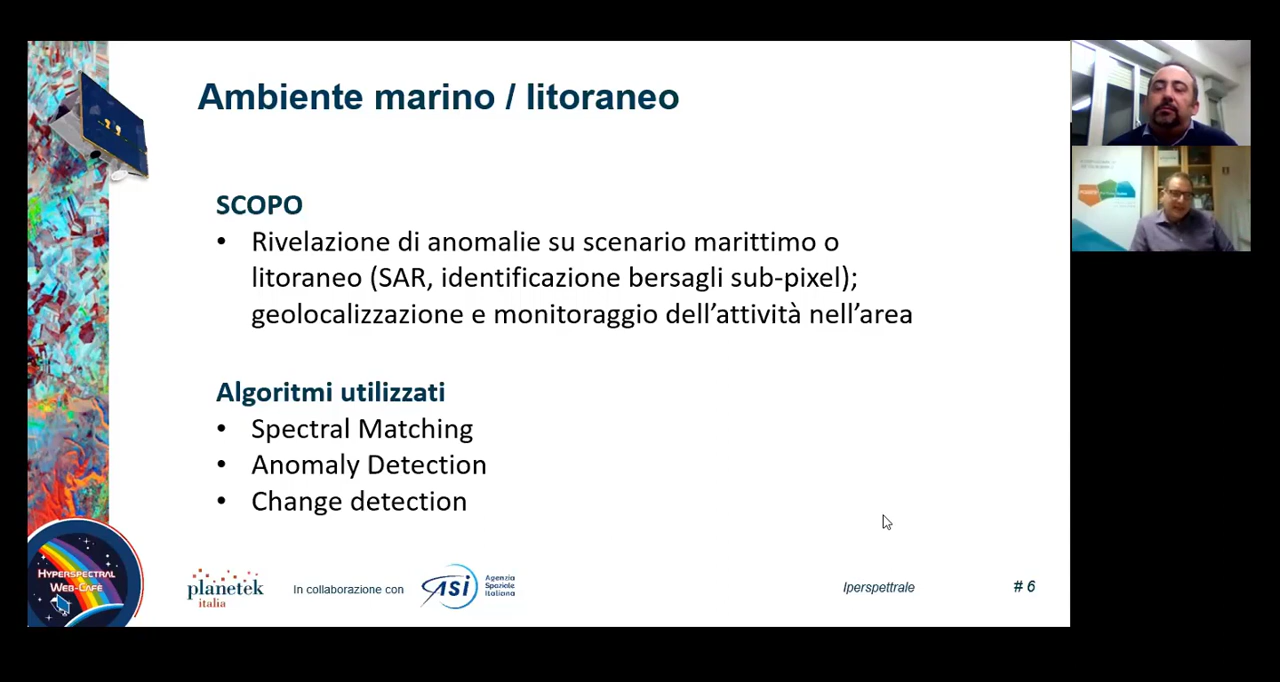 Ambiente marino / litoraneo
SCOPO
• Rivelazione di anomalie su scenario marittimo o
litoraneo (SAR, identificazione bersagli sub-pixel);
geolocalizzazione e monitoraggio dell’attività nell’area
Algoritmi utilizzati
• Spectral Matching
• Anomaly Detection
• Change detection
HYPERSPECTRAL
WEB-CAFÈ
planetek
italia
In collaborazione con
ASI
Agenzia
Spaziale
Italiana
Iperspettrale
# 6